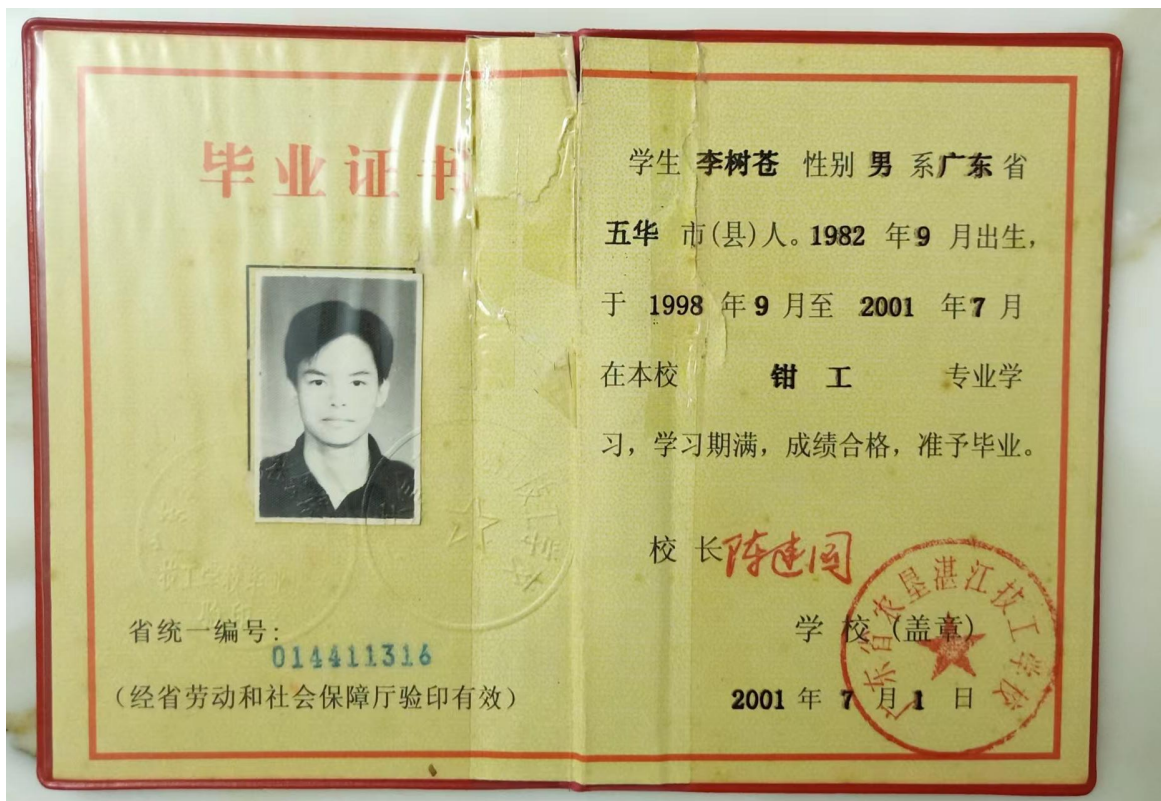 毕业证书
省统一编号:
014411316
(经省劳动和社会保障厅验印有效)
学生 李树苍 性别 男 系广东省
五华 市(县)人。1982 年9 月出生,
于 1998 年 9 月至 2001 年7 月
在本校 钳 工 专业学
习,学习期满,成绩合格,准予毕业。
校 长 陈建国
学 校 (盖章)
广东省农垦湛江技工学校
2001 年 7 月 1 日